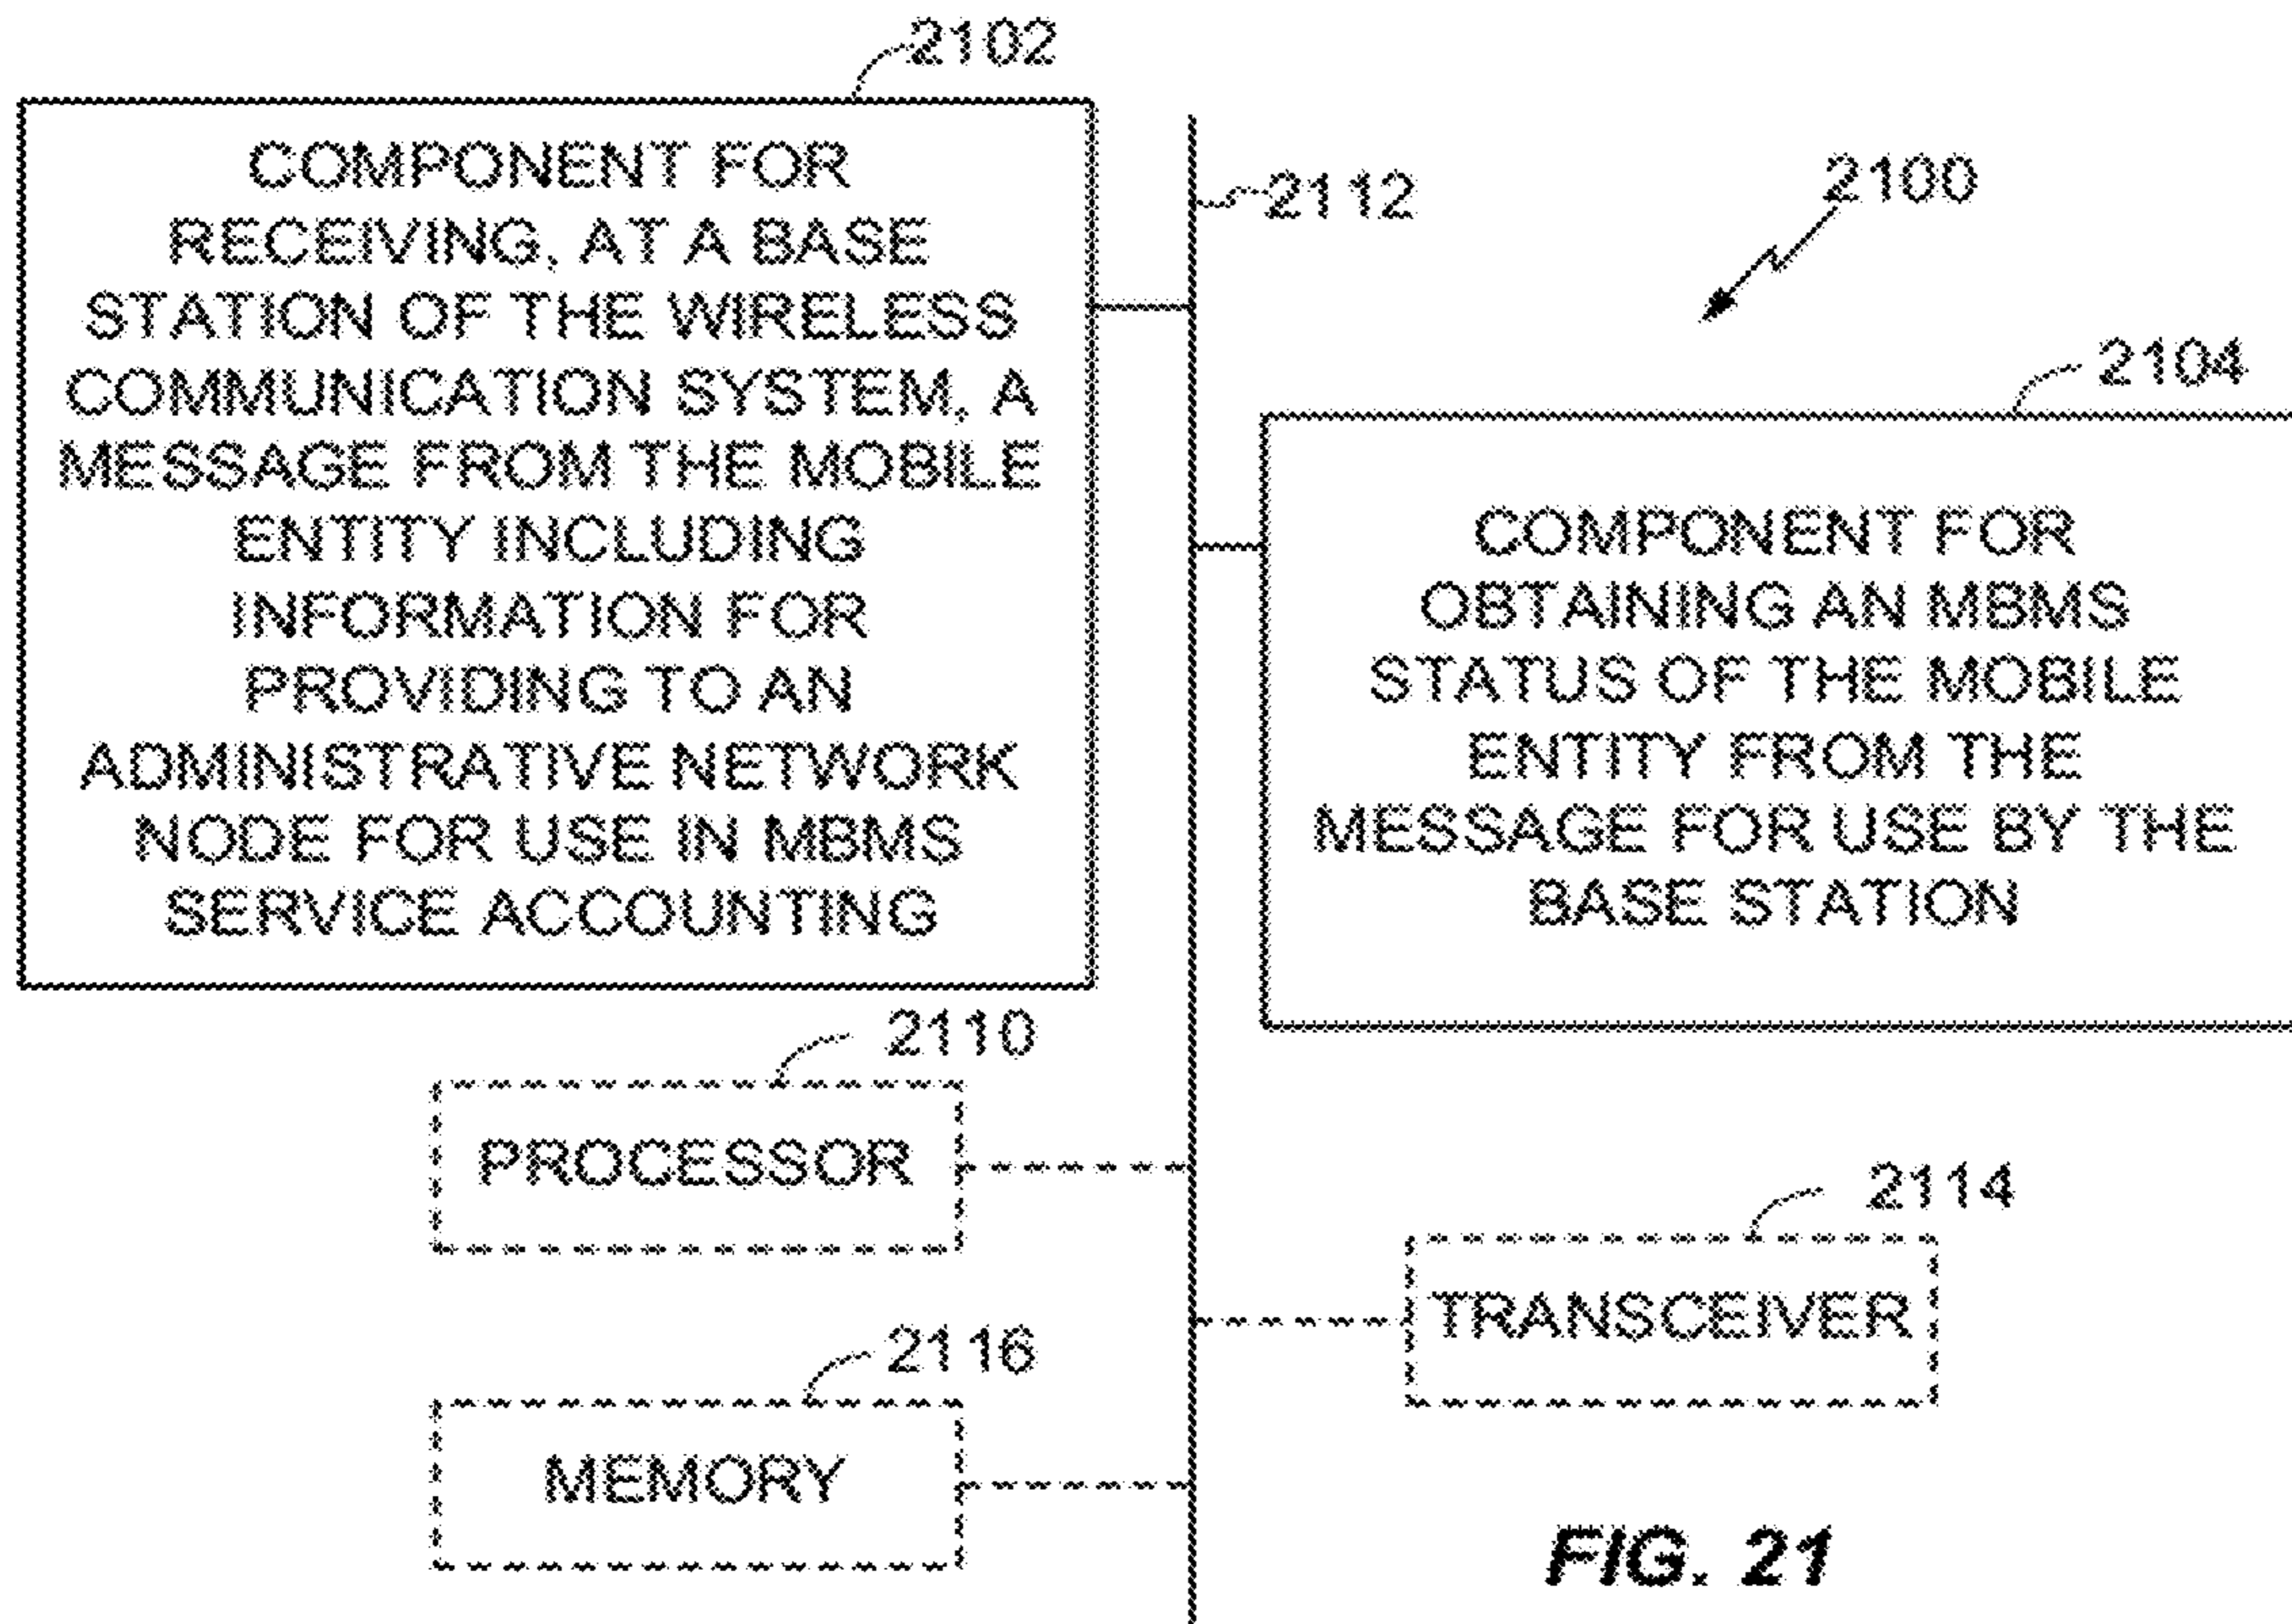 2102
COMPONENT FOR
RECEIVING, AT A BASE
STATION OF THE WIRELESS
COMMUNICATION SYSTEM, A
MESSAGE FROM THE MOBILE
ENTITY INCLUDING
INFORMATION FOR
PROVIDING TO AN
ADMINISTRATIVE NETWORK
NODE FOR USE IN MBMS
SERVICE ACCOUNTING
2112
2100
2104
COMPONENT FOR
OBTAINING AN MBMS
STATUS OF THE MOBILE
ENTITY FROM THE
MESSAGE FOR USE BY THE
BASE STATION
2110
PROCESSOR
2114
TRANSCEIVER
2116
MEMORY
FIG. 21